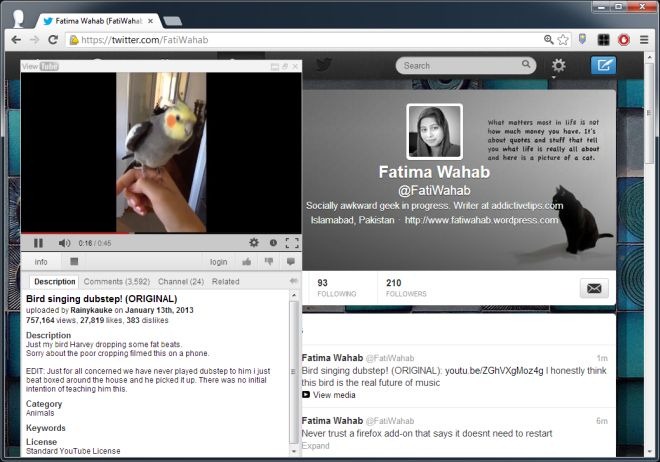 Fatima Wahab (FatiWahab
https://twitter.com/FatiWahab
ViewTube
Search
0:16 / 0:45
info
login
Description
Comments (3,592)
Channel (24)
Related
Bird singing dubstep! (ORIGINAL)
uploaded by Rainykauke on January 13th, 2013
757,164 views, 27,819 likes, 383 dislikes
Description
Just my bird Harvey dropping some fat beats.
Sorry about the poor cropping filmed this on a phone.
EDIT: Just for all concerned we have never played dubstep to him i just
beat boxed around the house and he picked it up. There was no initial
intention of teaching him this.
Category
Animals
Keywords
License
Standard YouTube License
What matters most in life is not
how much money you have. It's
about quotes and stuff that tell
you what life is really all about
and here is a picture of a cat.
Fatima Wahab
@FatiWahab
Socially awkward geek in progress. Writer at addictivetips.com
Islamabad, Pakistan · http://www.fatiwahab.wordpress.com
93
FOLLOWING
210
FOLLOWERS
Fatima Wahab @FatiWahab 1m
Bird singing dubstep! (ORIGINAL): youtu.be/ZGhVXgMoz4g I honestly think
this bird is the real future of music
View media
Fatima Wahab @FatiWahab 6m
Never trust a firefox add-on that says it doesnt need to restart
Expand